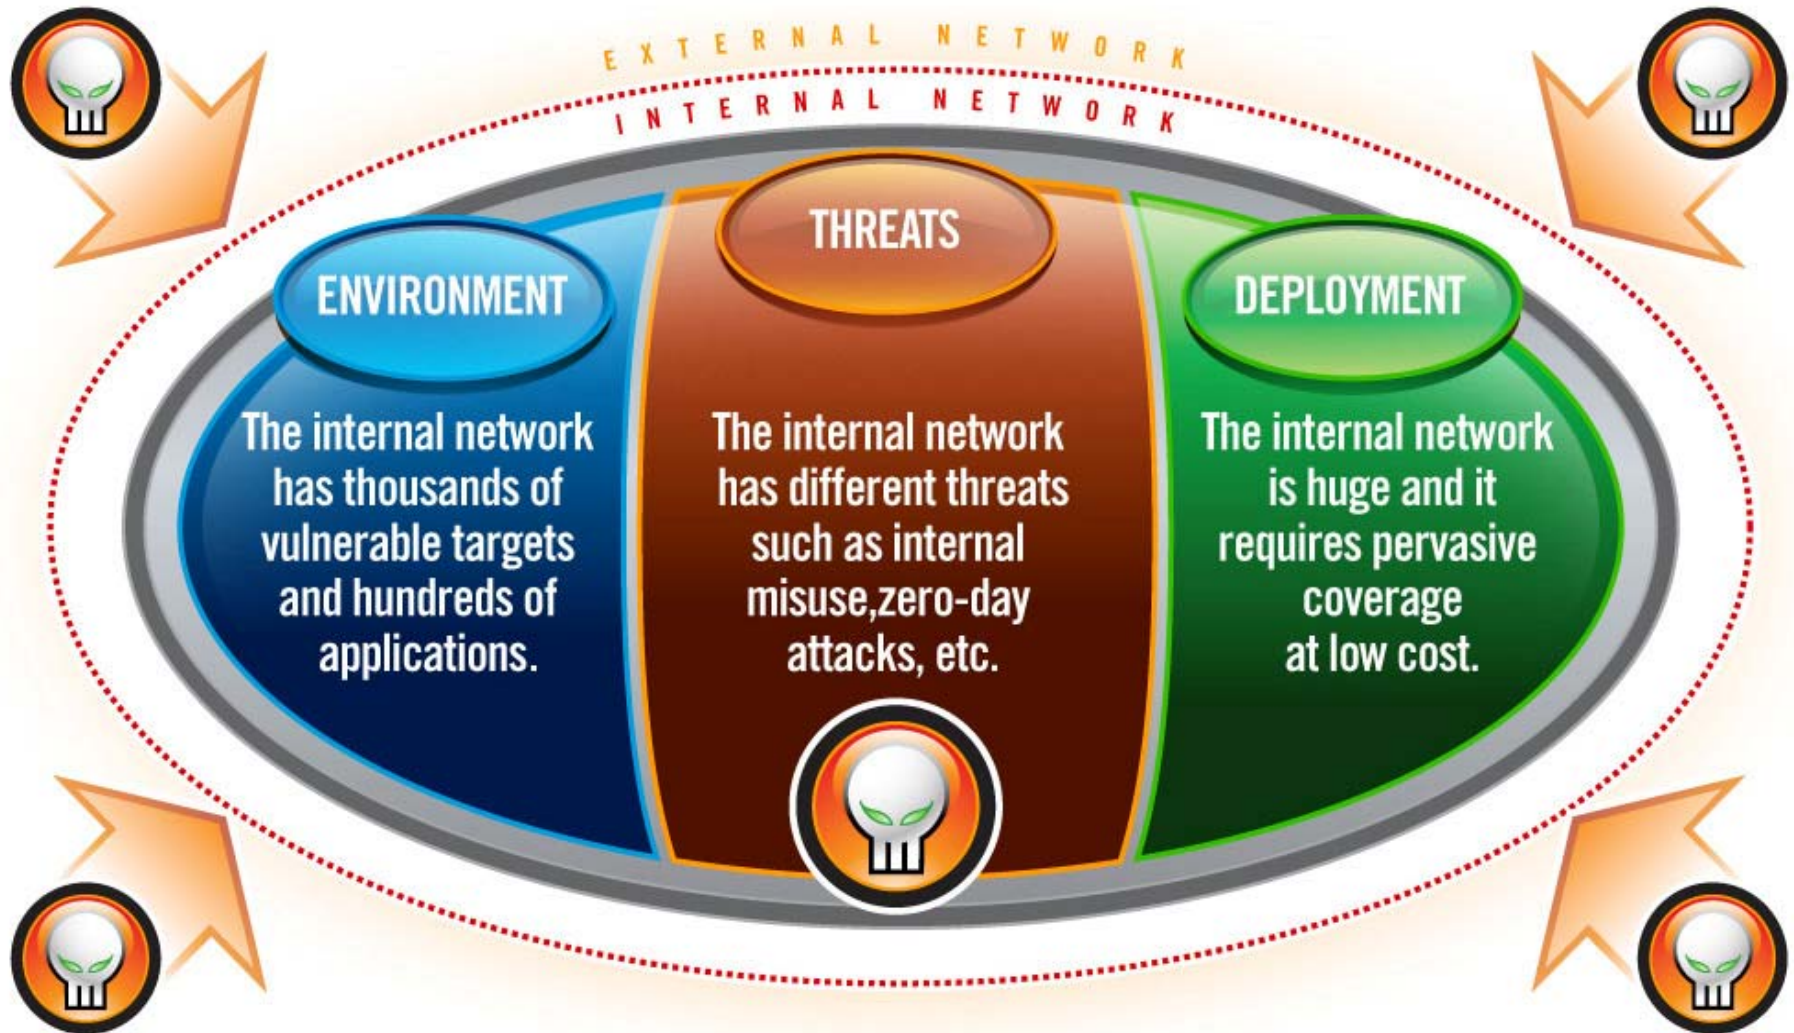 EXTERNAL NETWORK
INTERNAL NETWORK
ENVIRONMENT
The internal network
has thousands of
vulnerable targets
and hundreds of
applications.
THREATS
The internal network
has different threats
such as internal
misuse,zero-day
attacks, etc.
DEPLOYMENT
The internal network
is huge and it
requires pervasive
coverage
at low cost.